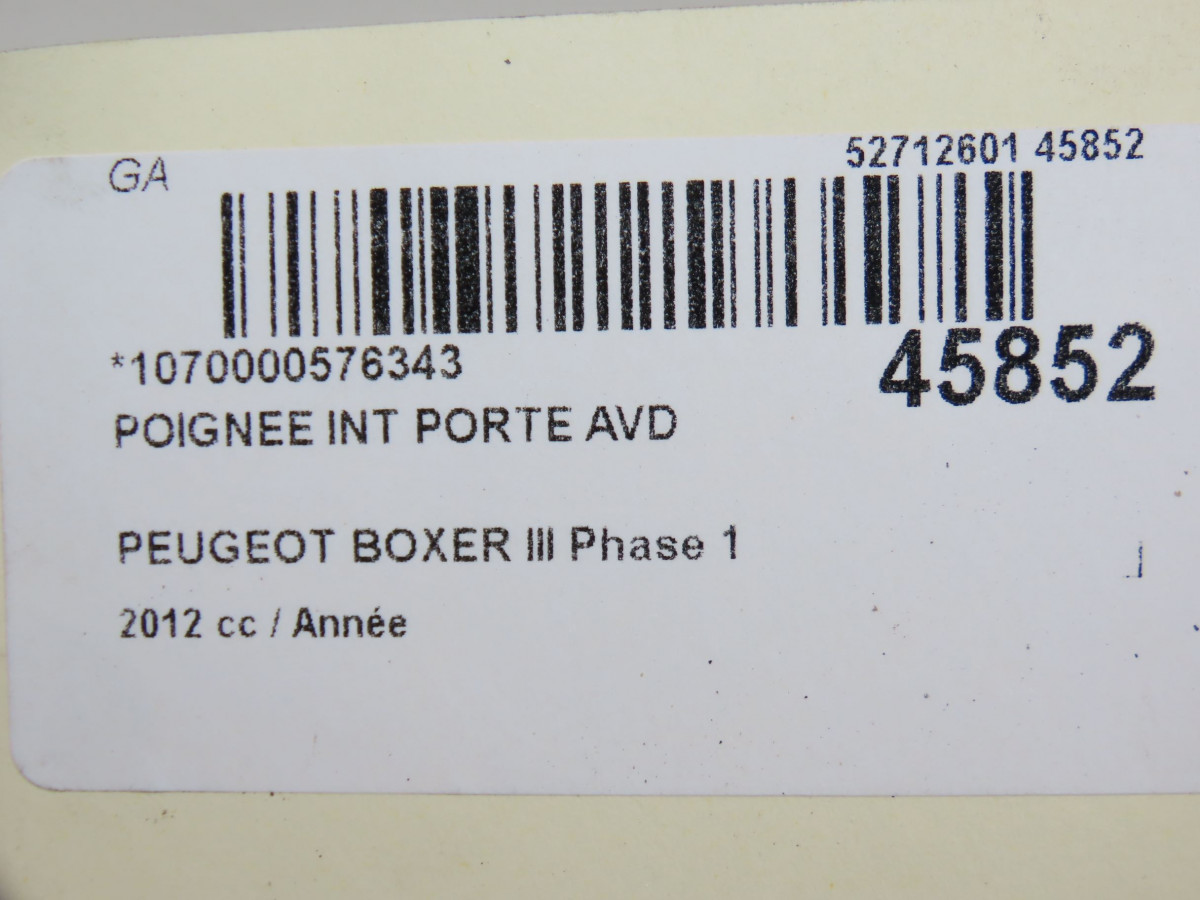 GA
52712601 45852
*1070000576343
45852
POIGNEE INT PORTE AVD
PEUGEOT BOXER III Phase 1
2012 cc / Année